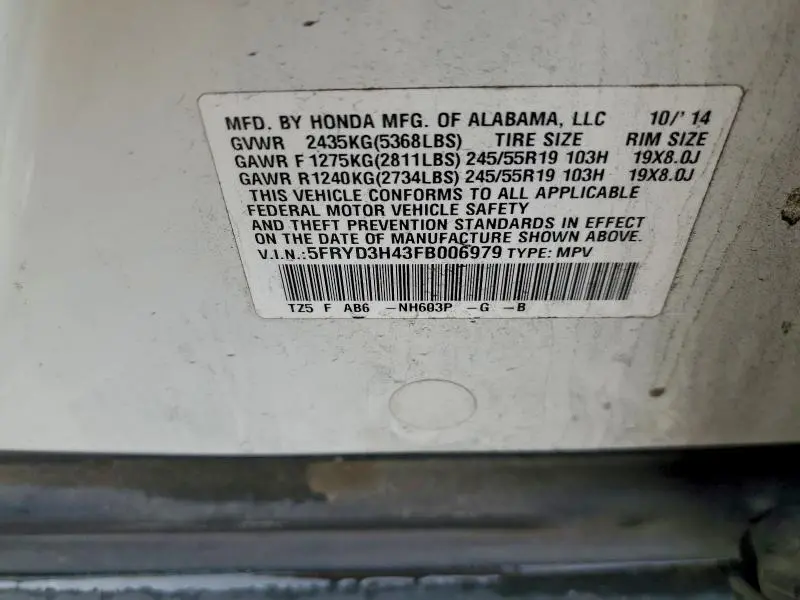 MFD. BY HONDA MFG. OF ALABAMA, LLC 10/' 14
GVWR 2435KG(5368LBS) TIRE SIZE RIM SIZE
GAWR F 1275KG(2811LBS) 245/55R19 103H 19X8.0J
GAWR R1240KG(2734LBS) 245/55R19 103H 19X8.0J
THIS VEHICLE CONFORMS TO ALL APPLICABLE
FEDERAL MOTOR VEHICLE SAFETY
AND THEFT PREVENTION STANDARDS IN EFFECT
ON THE DATE OF MANUFACTURE SHOWN ABOVE.
V.I.N.:5FRYD3H43FB006979 TYPE: MPV
TZ5 F AB6 -NH603P -G -B